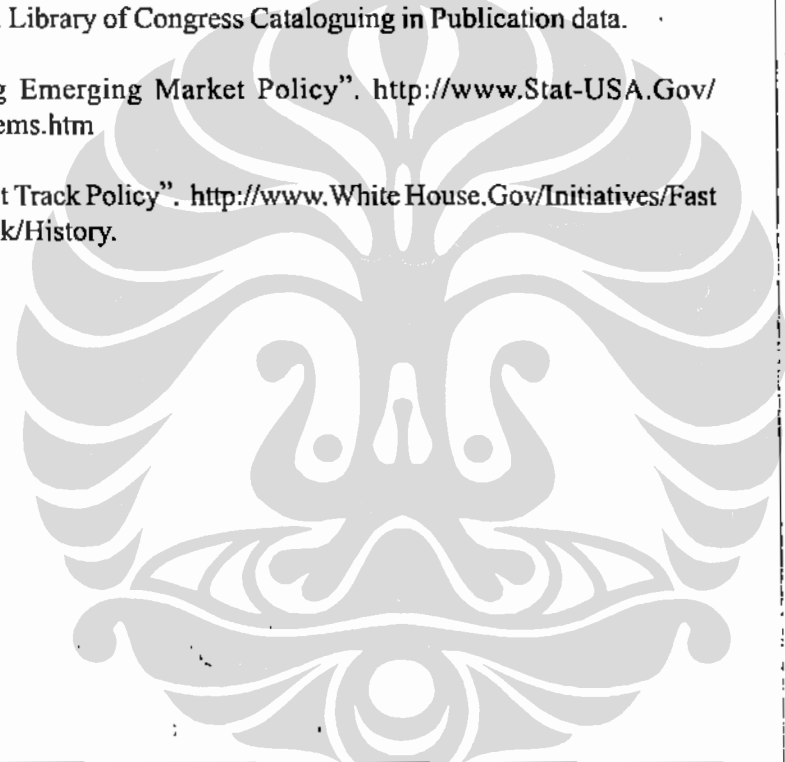 Library of Congress Cataloguing in Publication data.
Emerging Market Policy”. http://www.Stat-USA.Gov/
ems.htm
t Track Policy”. http://www.White House.Gov/Initiatives/Fast
k/History.